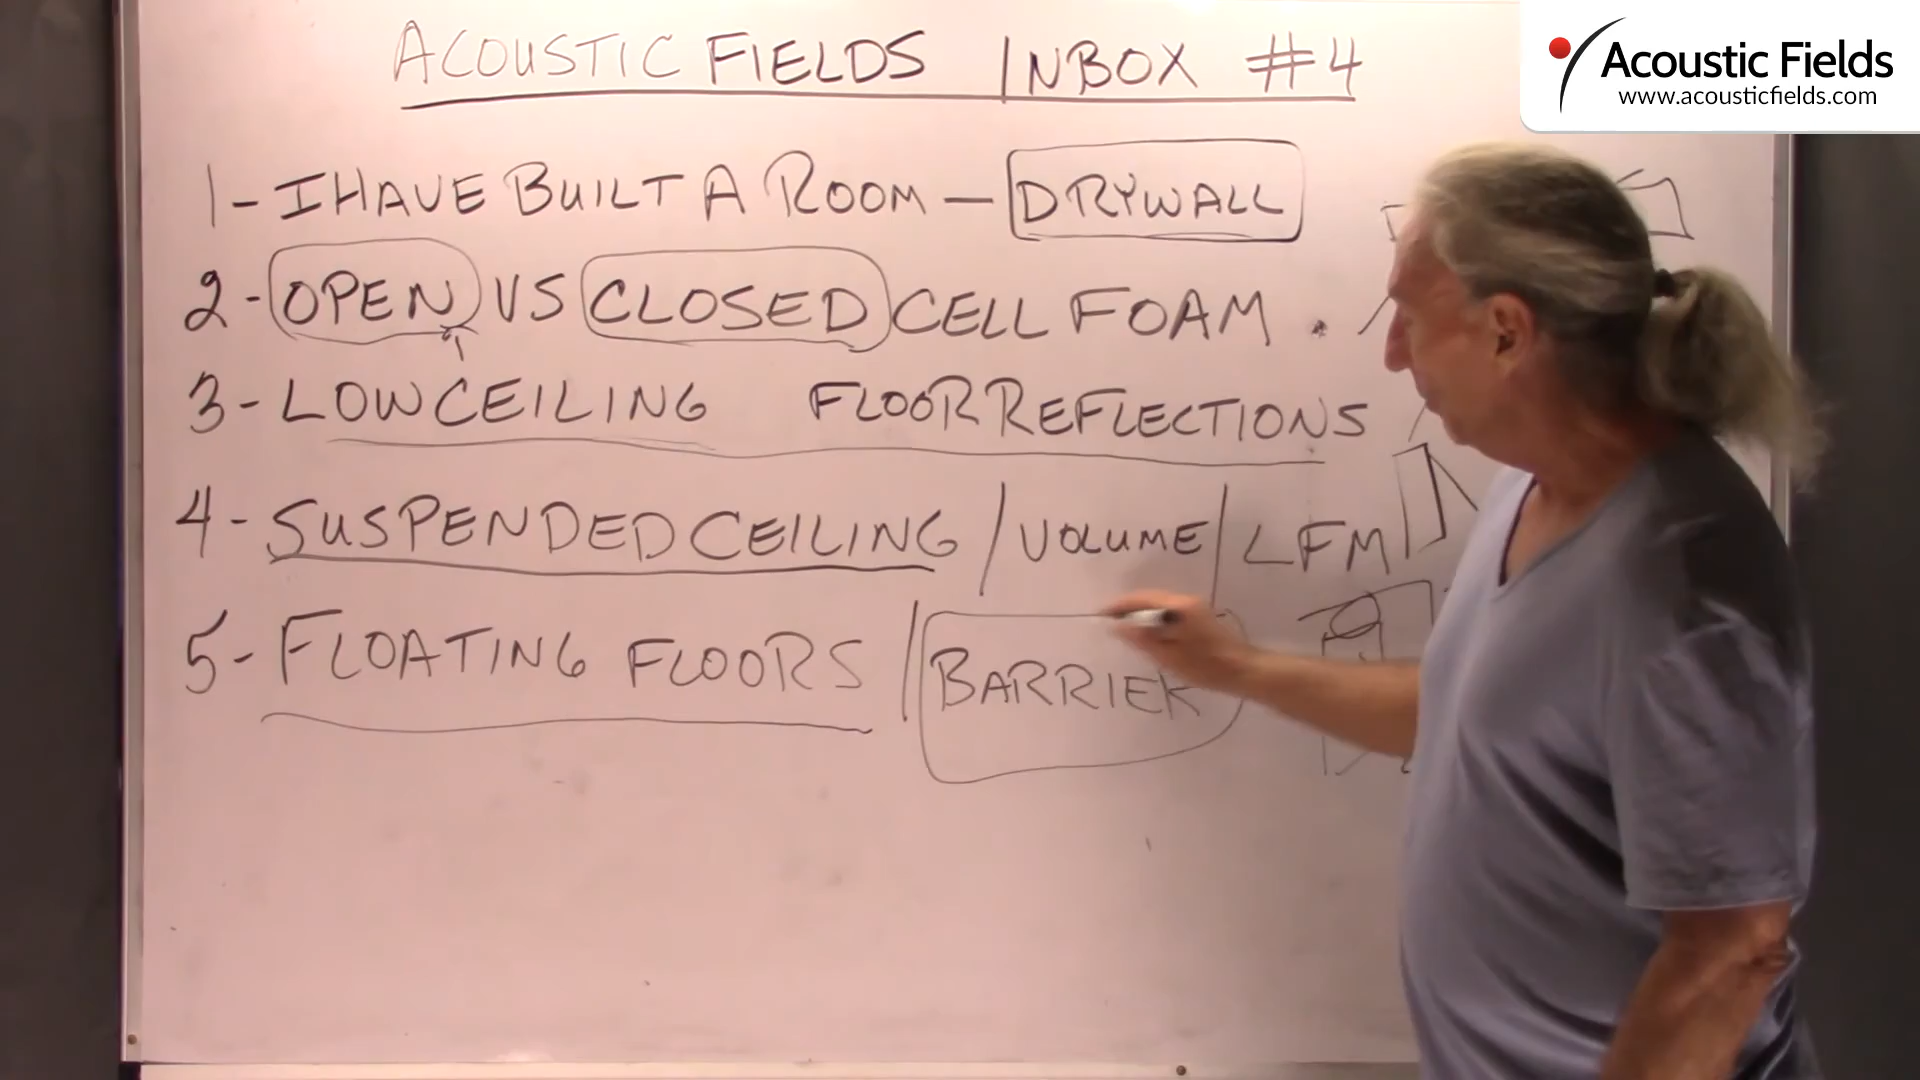 ACOUSTIC FIELDS INBOX #4
Acoustic Fields
www.acousticfields.com
1 - I HAVE BUILT A ROOM — DRYWALL
2 - OPEN VS CLOSED CELL FOAM .
3 - LOW CEILING FLOOR REFLECTIONS
4 - SUSPENDED CEILING / VOLUME / LFM
5 - FLOATING FLOORS / BARRIER